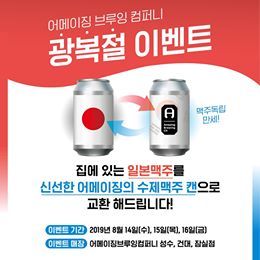 어메이징 브루잉 컴퍼니
광복절 이벤트
맥주독립
만세!
A
Amazing
Brewing
집에 있는 일본맥주를
신선한 어메이징의 수제맥주 캔으로
교환 해드립니다!
이벤트 기간 2019년 8월 14일(수), 15일(목), 16일(금)
이벤트 매장 어메이징브루잉컴퍼니 성수, 건대, 잠실점